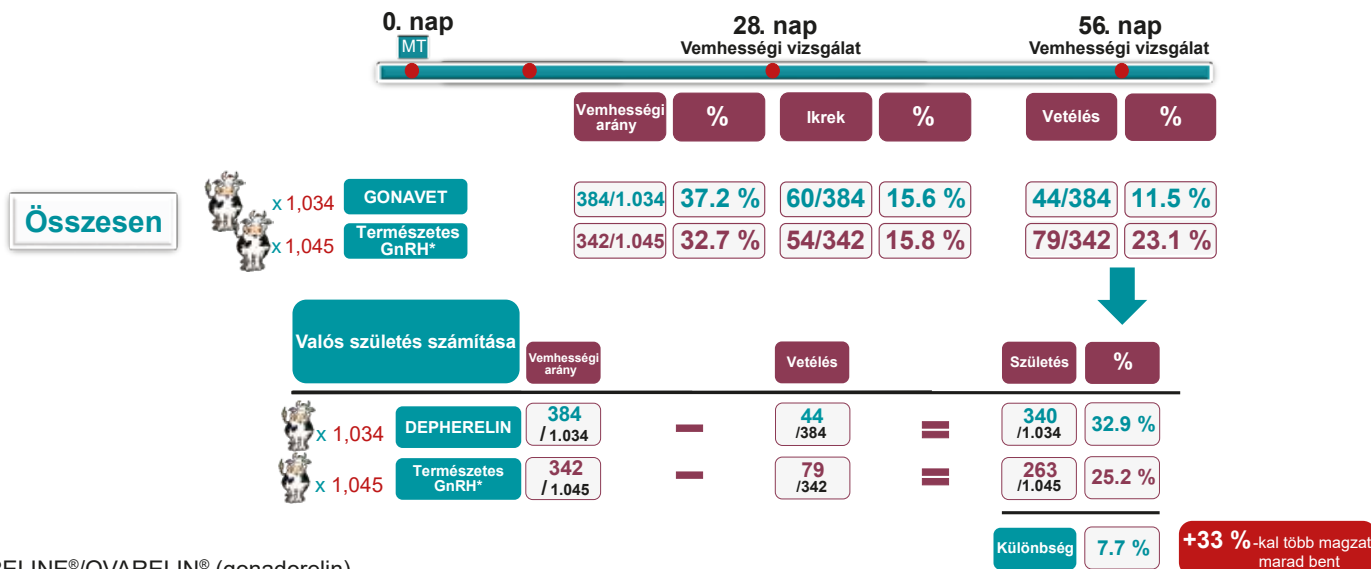 0. nap
28. nap
56. nap
MT
Vemhességi vizsgálat
Vemhességi vizsgálat
Vemhességi
arány
%
Ikrek
%
Vetélés
%
Összesen
x 1,034
GONAVET
384/1.034
37.2 %
60/384
15.6 %
44/384
11.5 %
x 1,045
Természetes
GnRH*
342/1.045
32.7 %
54/342
15.8 %
79/342
23.1 %
Valós születés számítása
Vemhességi
arány
Vetélés
Születés
%
x 1,034
DEPHERELIN
384
/ 1.034
44
/384
340
/1.034
32.9 %
x 1,045
Természetes
GnRH*
342
/ 1.045
79
/342
263
/1.045
25.2 %
Különbség
7.7 %
+33 %-kal több magzat
marad bent